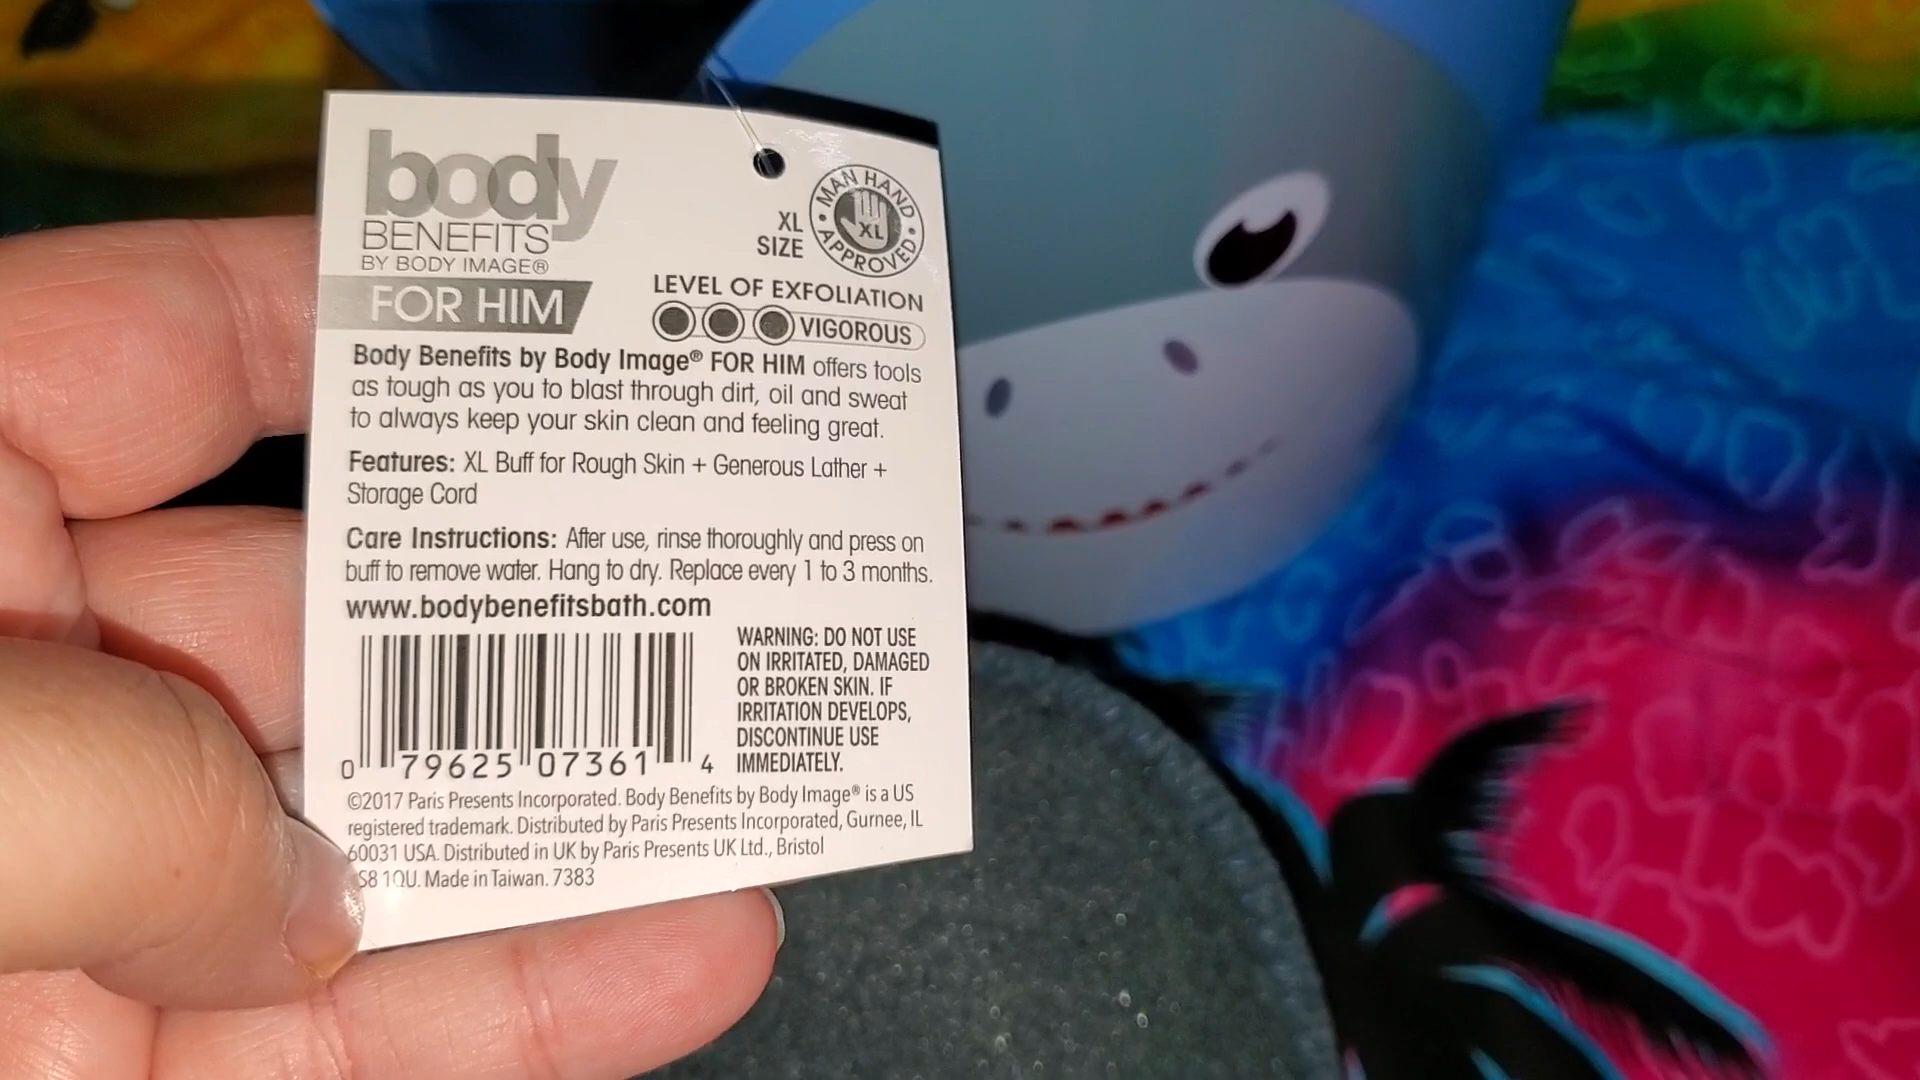 body
BENEFITS
BY BODY IMAGE®
FOR HIM
XL
SIZE
MAN HAND
XL
APPROVED
LEVEL OF EXFOLIATION
VIGOROUS
Body Benefits by Body Image® FOR HIM offers tools
as tough as you to blast through dirt, oil and sweat
to always keep your skin clean and feeling great.
Features: XL Buff for Rough Skin + Generous Lather +
Storage Cord
Care Instructions: After use, rinse thoroughly and press on
buff to remove water. Hang to dry. Replace every 1 to 3 months.
www.bodybenefitsbath.com
0 79625 07361 4
WARNING: DO NOT USE
ON IRRITATED, DAMAGED
OR BROKEN SKIN. IF
IRRITATION DEVELOPS,
DISCONTINUE USE
IMMEDIATELY.
©2017 Paris Presents Incorporated. Body Benefits by Body Image® is a US
registered trademark. Distributed by Paris Presents Incorporated, Gurnee, IL
60031 USA. Distributed in UK by Paris Presents UK Ltd., Bristol
S8 1QU. Made in Taiwan. 7383